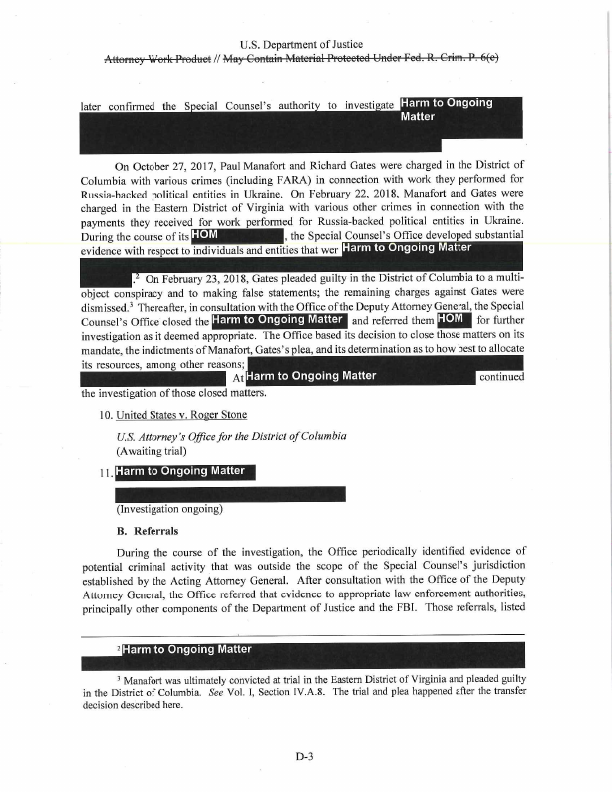 U.S. Department of Justice
Attorney Work Product // May Contain Material Protected Under Fed. R. Crim. P. 6(e)
later confirmed the Special Counsel's authority to investigate Harm to Ongoing
Matter
On October 27, 2017, Paul Manafort and Richard Gates were charged in the District of
Columbia with various crimes (including FARA) in connection with work they performed for
Russia-backed political entities in Ukraine. On February 22, 2018, Manafort and Gates were
charged in the Eastern District of Virginia with various other crimes in connection with the
payments they received for work performed for Russia-backed political entities in Ukraine.
During the course of its HOM , the Special Counsel's Office developed substantial
evidence with respect to individuals and entities that wer Harm to Ongoing Matter
.2 On February 23, 2018, Gates pleaded guilty in the District of Columbia to a multi-
object conspiracy and to making false statements; the remaining charges against Gates were
dismissed.3 Thereafter, in consultation with the Office of the Deputy Attorney General, the Special
Counsel's Office closed the Harm to Ongoing Matter and referred them HOM for further
investigation as it deemed appropriate. The Office based its decision to close those matters on its
mandate, the indictments of Manafort, Gates's plea, and its determination as to how best to allocate
its resources, among other reasons;
At Harm to Ongoing Matter continued
the investigation of those closed matters.
10. United States v. Roger Stone
U.S. Attorney's Office for the District of Columbia
(Awaiting trial)
11. Harm to Ongoing Matter
(Investigation ongoing)
B. Referrals
During the course of the investigation, the Office periodically identified evidence of
potential criminal activity that was outside the scope of the Special Counsel's jurisdiction
established by the Acting Attorney General. After consultation with the Office of the Deputy
Attorney General, the Office referred that evidence to appropriate law enforcement authorities,
principally other components of the Department of Justice and the FBI. Those referrals, listed
2 Harm to Ongoing Matter
3 Manafort was ultimately convicted at trial in the Eastern District of Virginia and pleaded guilty
in the District of Columbia. See Vol. I, Section IV.A.8. The trial and plea happened after the transfer
decision described here.
D-3